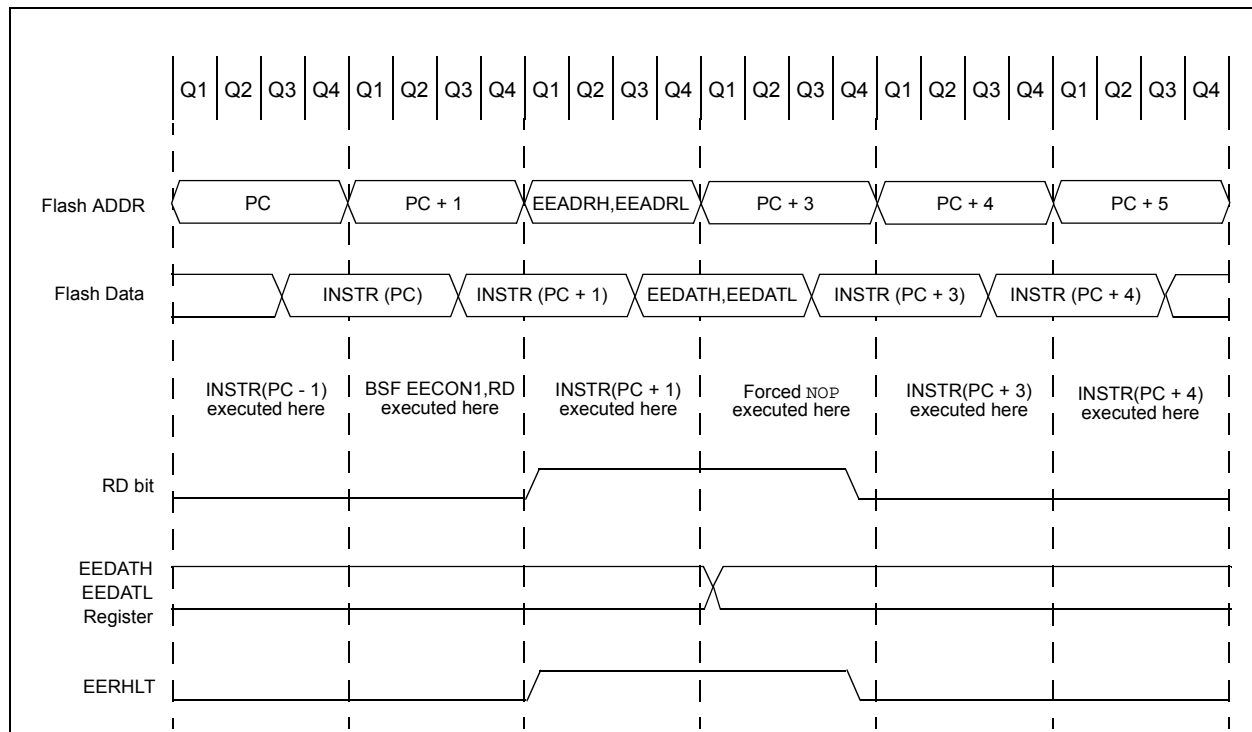 Q1 Q2 Q3 Q4 Q1 Q2 Q3 Q4 Q1 Q2 Q3 Q4 Q1 Q2 Q3 Q4 Q1 Q2 Q3 Q4 Q1 Q2 Q3 Q4
Flash ADDR PC PC + 1 EEADRH,EEADRL PC + 3 PC + 4 PC + 5
Flash Data INSTR (PC) INSTR (PC + 1) EEDATH,EEDATL INSTR (PC + 3) INSTR (PC + 4)
INSTR(PC - 1)
executed here
BSF EECON1,RD
executed here
INSTR(PC + 1)
executed here
Forced NOP
executed here
INSTR(PC + 3)
executed here
INSTR(PC + 4)
executed here
RD bit
EEDATH
EEDATL
Register
EERHLT